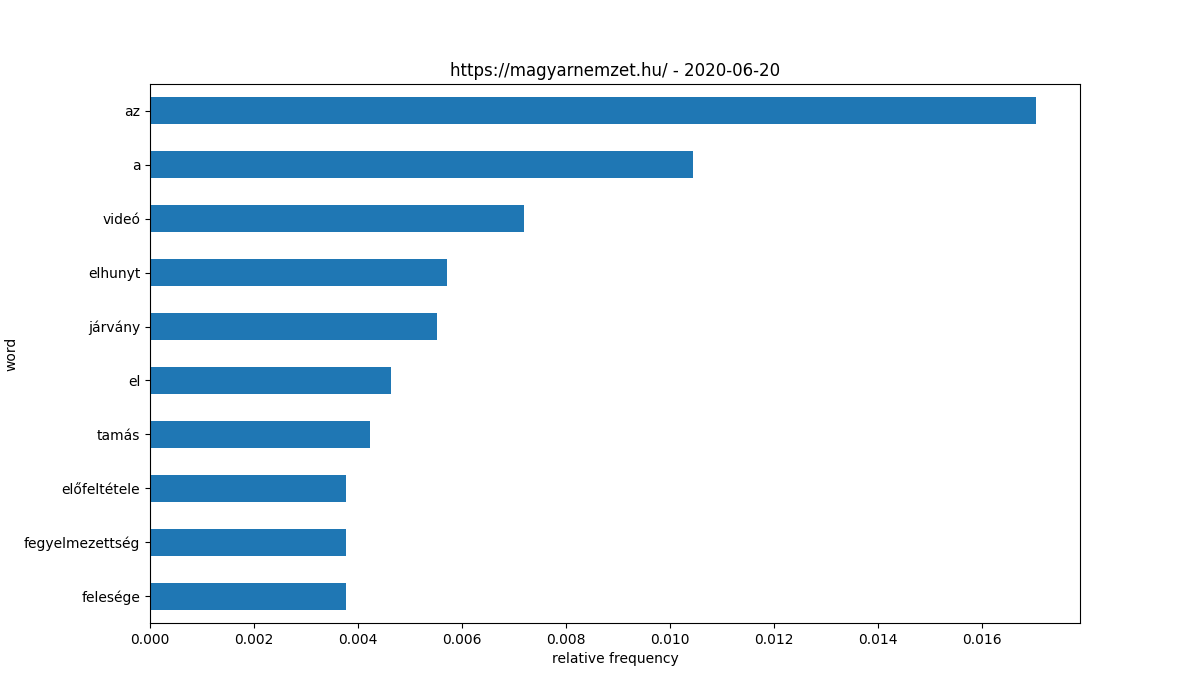 https://magyarnemzet.hu/ - 2020-06-20
az
a
videó
elhunyt
járvány
el
tamás
előfeltétele
fegyelmezettség
felesége
word
0.000 0.002 0.004 0.006 0.008 0.010 0.012 0.014 0.016
relative frequency